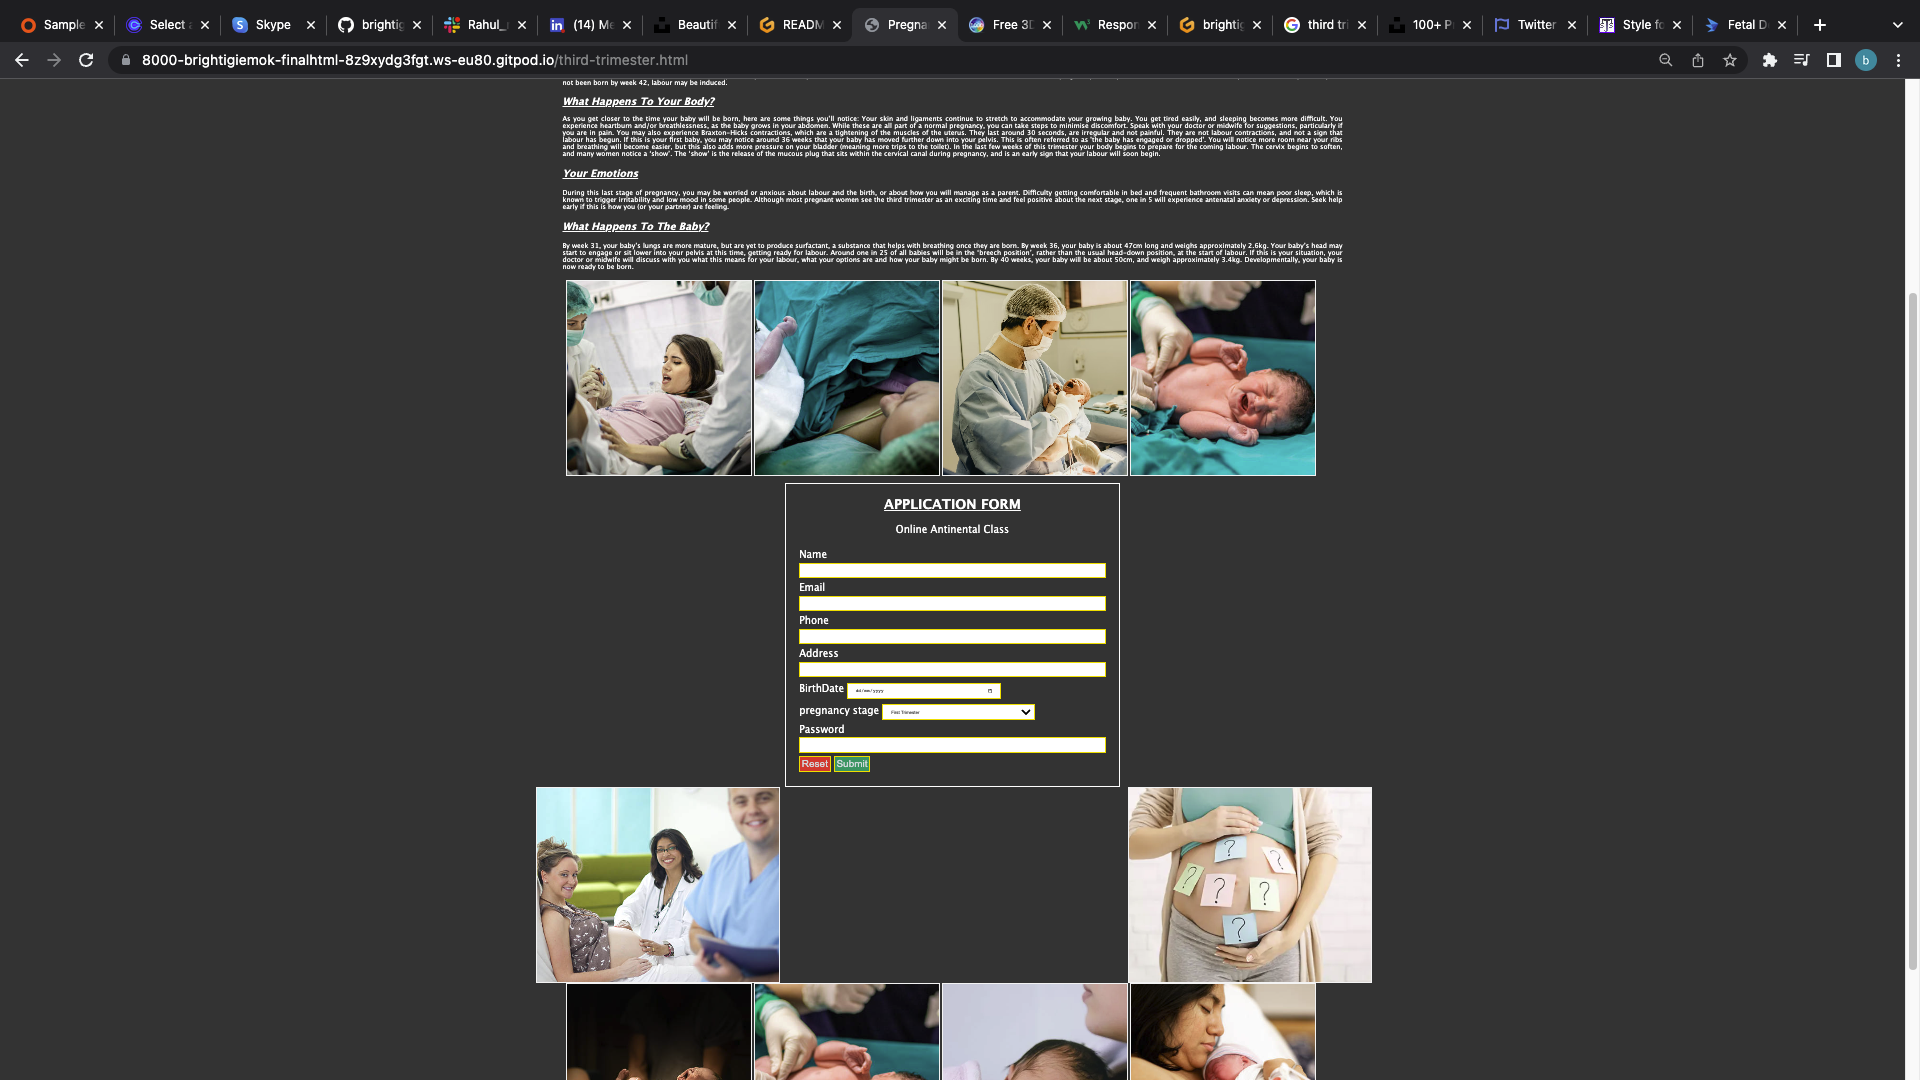 Sample
Select a
Skype
brightig
Rahul_
(14) Me
Beautif
READM
Pregna
Free 3D
Respon
brightig
third tri
100+ P
Twitter
Style fo
Fetal D
8000-brightigiemok-finalhtml-8z9xydg3fgt.ws-eu80.gitpod.io/third-trimester.html
b
not been born by week 42, labour may be induced.
What Happens To Your Body?
As you get closer to the time your baby will be born, here are some things you'll notice: Your skin and ligaments continue to stretch to accommodate your growing baby. You get tired easily, and sleeping becomes more difficult. You
experience heartburn and/or breathlessness, as the baby grows in your abdomen. While these are all part of a normal pregnancy, you can take steps to minimise discomfort. Speak with your doctor or midwife for suggestions, particularly if
you are in pain. You may also experience Braxton-Hicks contractions, which are a tightening of the muscles of the uterus. They last around 30 seconds, are irregular and not painful. They are not labour contractions, and not a sign that
labour has begun. If this is your first baby, you may notice around 36 weeks that your baby has moved further down into your pelvis. This is often referred to as 'the baby has engaged or dropped'. You will notice more room near your ribs
and breathing will become easier, but this also adds more pressure on your bladder (meaning more trips to the toilet). In the last few weeks of this trimester your body begins to prepare for the coming labour. The cervix begins to soften,
and many women notice a 'show'. The 'show' is the release of the mucous plug that sits within the cervical canal during pregnancy, and is an early sign that your labour will soon begin.
Your Emotions
During this last stage of pregnancy, you may be worried or anxious about labour and the birth, or about how you will manage as a parent. Difficulty getting comfortable in bed and frequent bathroom visits can mean poor sleep, which is
known to trigger irritability and low mood in some people. Although most pregnant women see the third trimester as an exciting time and feel positive about the next stage, one in 5 will experience antenatal anxiety or depression. Seek help
early if this is how you (or your partner) are feeling.
What Happens To The Baby?
By week 31, your baby's lungs are more mature, but are yet to produce surfactant, a substance that helps with breathing once they are born. By week 36, your baby is about 47cm long and weighs approximately 2.6kg. Your baby's head may
start to engage or sit lower into your pelvis at this time, getting ready for labour. Around one in 25 of all babies will be in the 'breech position', rather than the usual head-down position, at the start of labour. If this is your situation, your
doctor or midwife will discuss with you what this means for your labour, what your options are and how your baby might be born. By 40 weeks, your baby will be about 50cm, and weigh approximately 3.4kg. Developmentally, your baby is
now ready to be born.
APPLICATION FORM
Online Antinental Class
Name
Email
Phone
Address
BirthDate dd/mm/yyyy
pregnancy stage First Trimester
Password
Reset Submit
? ?
? ? ?
?